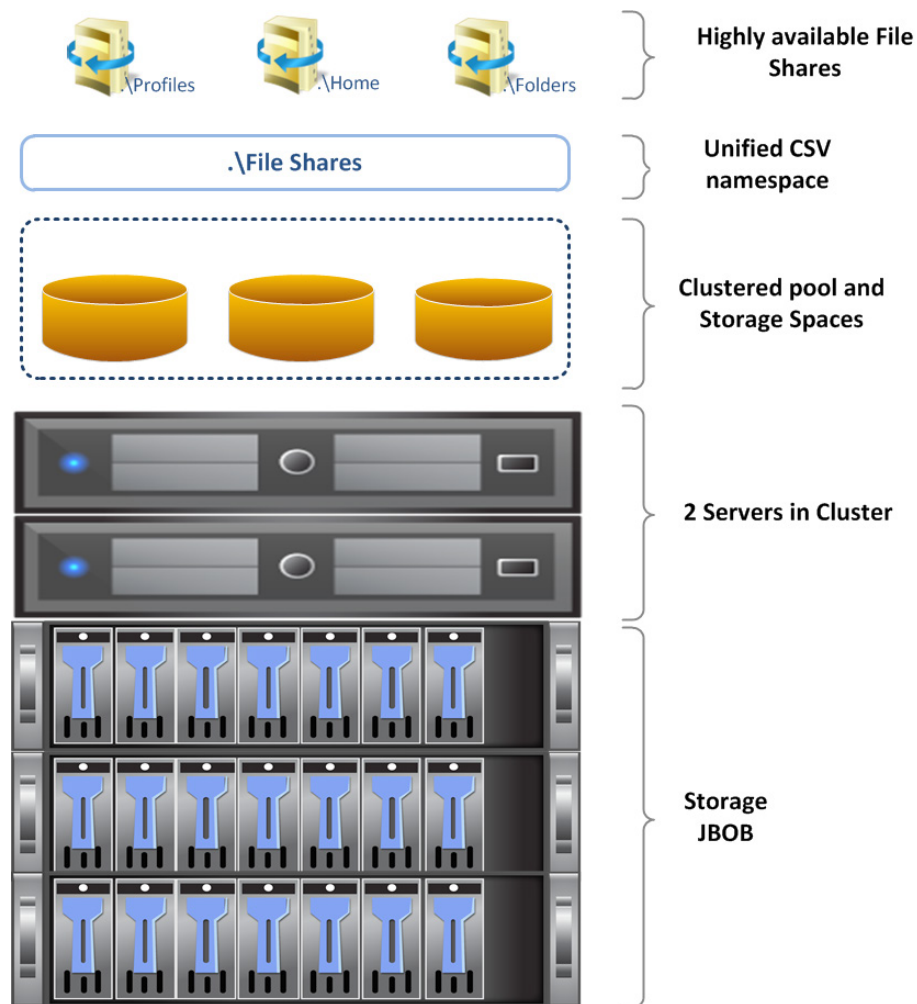 .\Profiles
.\Home
.\Folders
Highly available File
Shares
.\File Shares
Unified CSV
namespace
Clustered pool and
Storage Spaces
2 Servers in Cluster
Storage
JBOB